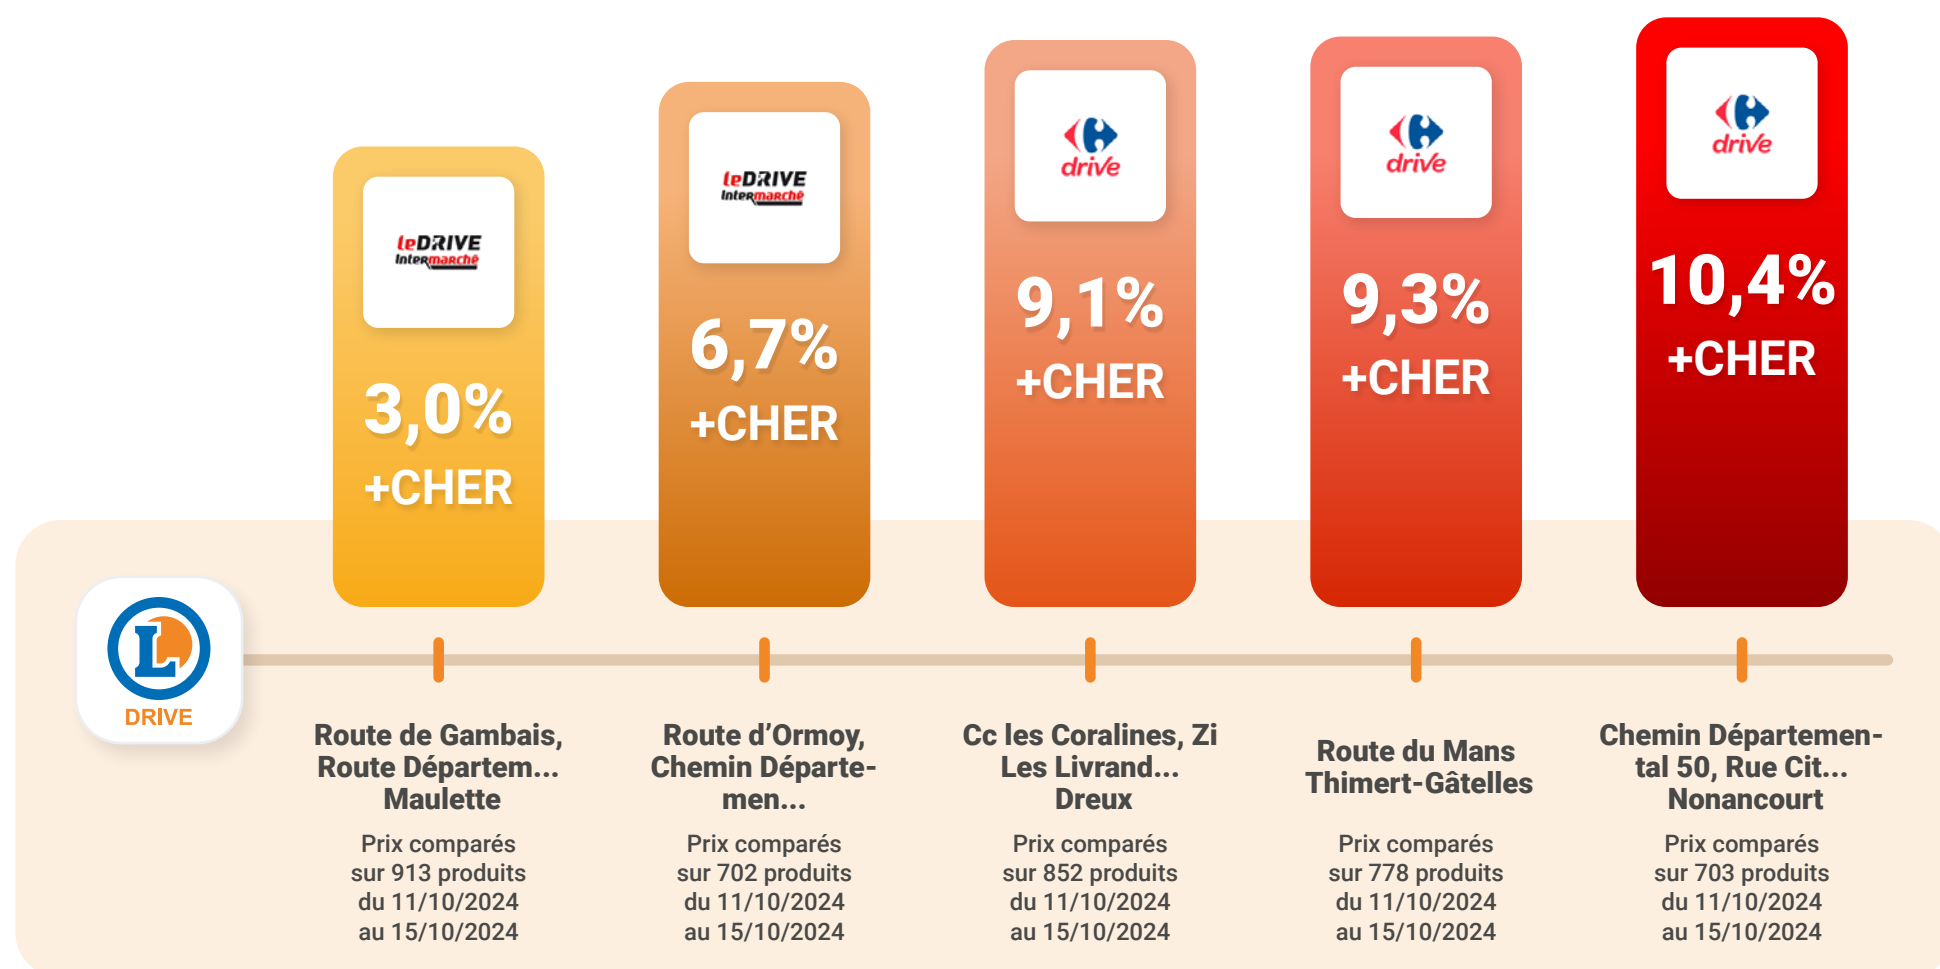 leDRIVE
Intermarché
3,0%
+CHER
leDRIVE
Intermarché
6,7%
+CHER
drive
9,1%
+CHER
drive
9,3%
+CHER
drive
10,4%
+CHER
L
DRIVE
Route de Gambais,
Route Départem...
Maulette
Prix comparés
sur 913 produits
du 11/10/2024
au 15/10/2024
Route d’Ormoy,
Chemin Départe-
men...
Prix comparés
sur 702 produits
du 11/10/2024
au 15/10/2024
Cc les Coralines, Zi
Les Livrand...
Dreux
Prix comparés
sur 852 produits
du 11/10/2024
au 15/10/2024
Route du Mans
Thimert-Gâtelles
Prix comparés
sur 778 produits
du 11/10/2024
au 15/10/2024
Chemin Départemen-
tal 50, Rue Cit...
Nonancourt
Prix comparés
sur 703 produits
du 11/10/2024
au 15/10/2024